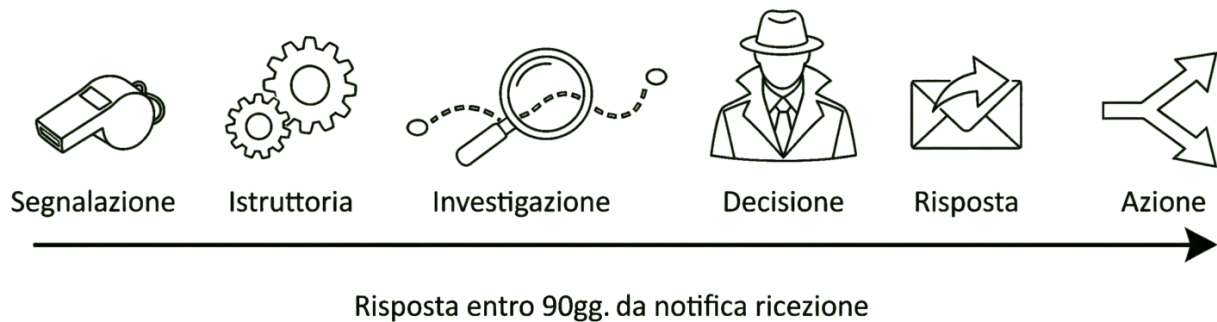 Segnalazione Istruttoria Investigazione Decisione Risposta Azione
Risposta entro 90gg. da notifica ricezione